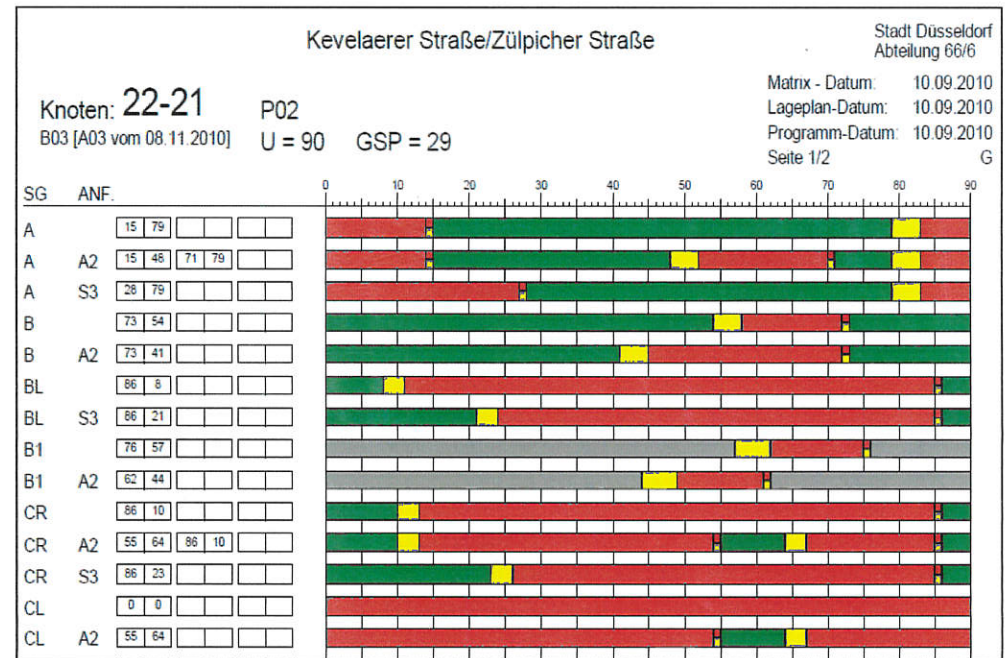 Kevelaerer Straße/Zülpicher Straße
Stadt Düsseldorf
Abteilung 66/6
Knoten: 22-21 P02
B03 [A03 vom 08.11.2010] U = 90 GSP = 29
Matrix - Datum: 10.09.2010
Lageplan-Datum: 10.09.2010
Programm-Datum: 10.09.2010
Seite 1/2 G
SG ANF. 0 10 20 30 40 50 60 70 80 90
A 15 79
A A2 15 48 71 79
A S3 28 79
B 73 54
B A2 73 41
BL 86 8
BL S3 86 21
B1 76 57
B1 A2 62 44
CR 86 10
CR A2 55 64 86 10
CR S3 86 23
CL 0 0
CL A2 55 64